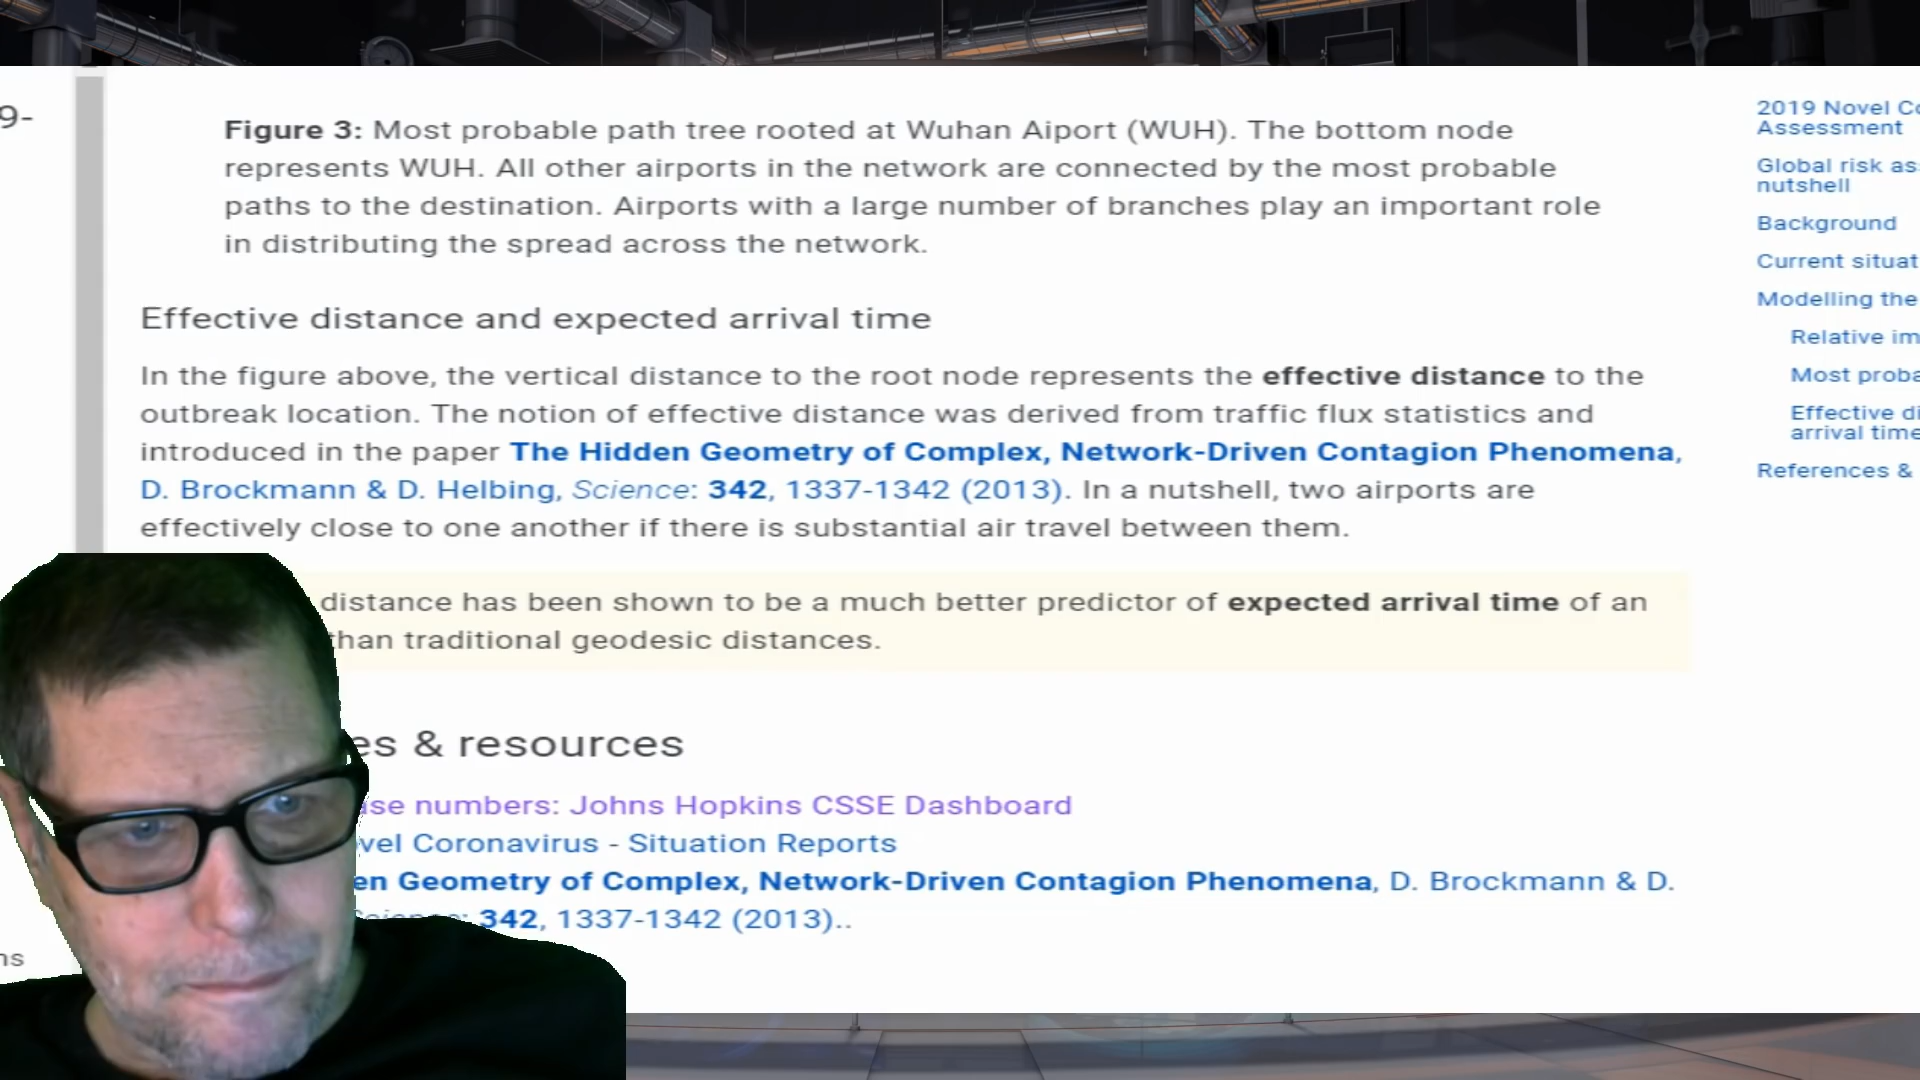 9-
Figure 3: Most probable path tree rooted at Wuhan Aiport (WUH). The bottom node
represents WUH. All other airports in the network are connected by the most probable
paths to the destination. Airports with a large number of branches play an important role
in distributing the spread across the network.
Effective distance and expected arrival time
In the figure above, the vertical distance to the root node represents the effective distance to the
outbreak location. The notion of effective distance was derived from traffic flux statistics and
introduced in the paper The Hidden Geometry of Complex, Network-Driven Contagion Phenomena,
D. Brockmann & D. Helbing, Science: 342, 1337-1342 (2013). In a nutshell, two airports are
effectively close to one another if there is substantial air travel between them.
distance has been shown to be a much better predictor of expected arrival time of an
than traditional geodesic distances.
es & resources
ase numbers: Johns Hopkins CSSE Dashboard
vel Coronavirus - Situation Reports
en Geometry of Complex, Network-Driven Contagion Phenomena, D. Brockmann & D.
Science: 342, 1337-1342 (2013)..
ns
2019 Novel Co
Assessment
Global risk as
nutshell
Background
Current situat
Modelling the
Relative im
Most proba
Effective di
arrival time
References &